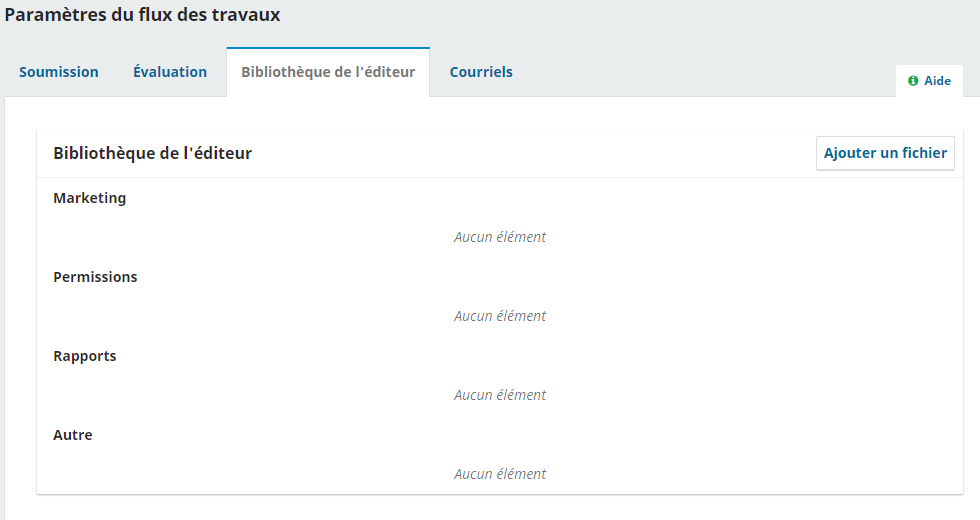 Paramètres du flux des travaux
Soumission Évaluation Bibliothèque de l'éditeur Courriels Aide
Bibliothèque de l'éditeur Ajouter un fichier
Marketing
Aucun élément
Permissions
Aucun élément
Rapports
Aucun élément
Autre
Aucun élément